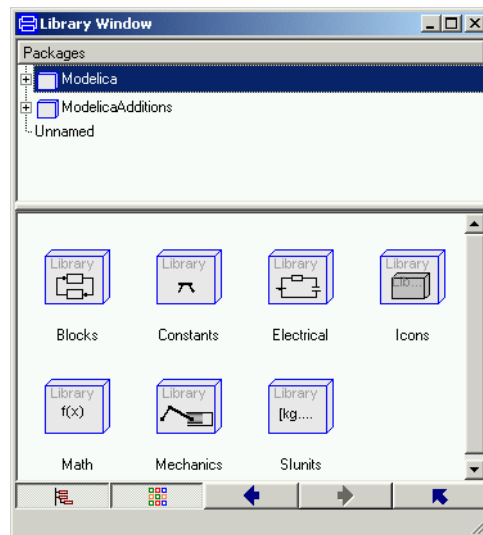 Library Window
Packages
Modelica
ModelicaAdditions
Unnamed
Library Library Library Library
Lib...
Blocks Constants Electrical Icons
Library Library Library
f(x) [kg....
Math Mechanics SIunits